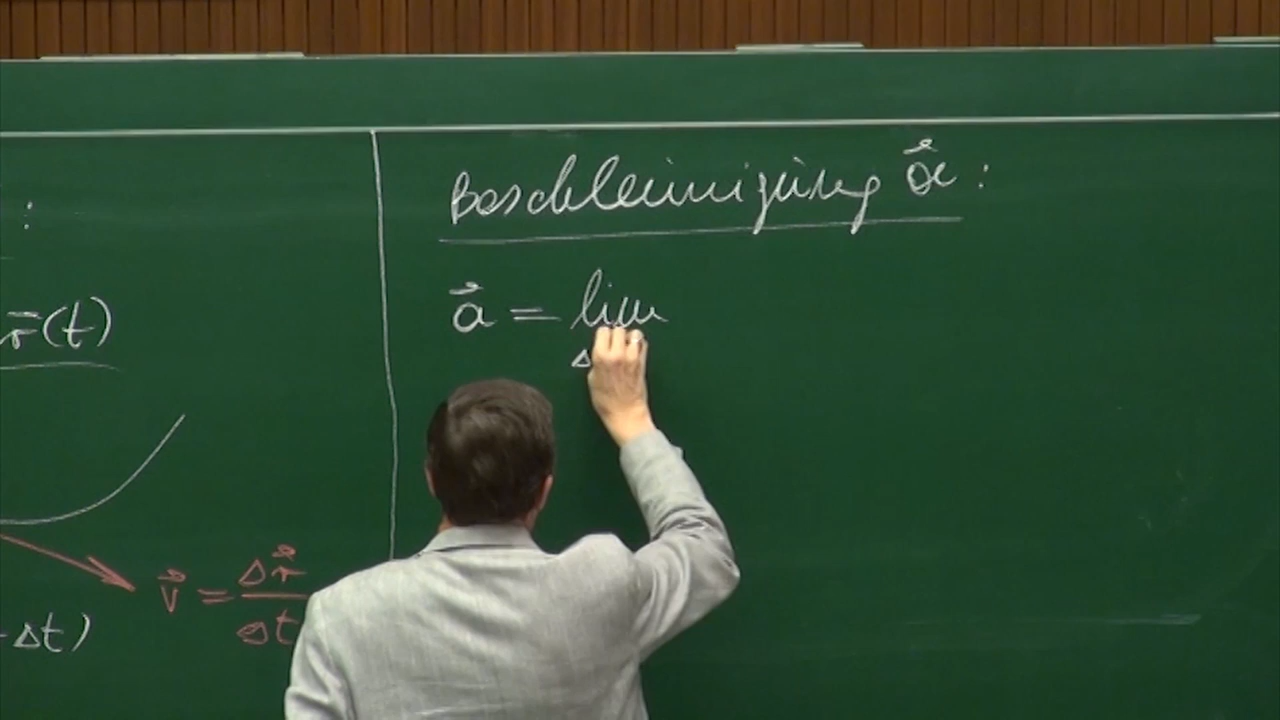 :
r⃗(t)
v⃗ = Δr⃗/Δt
Δt)
Beschleunigung a⃗ :
a⃗ = lim
Δ